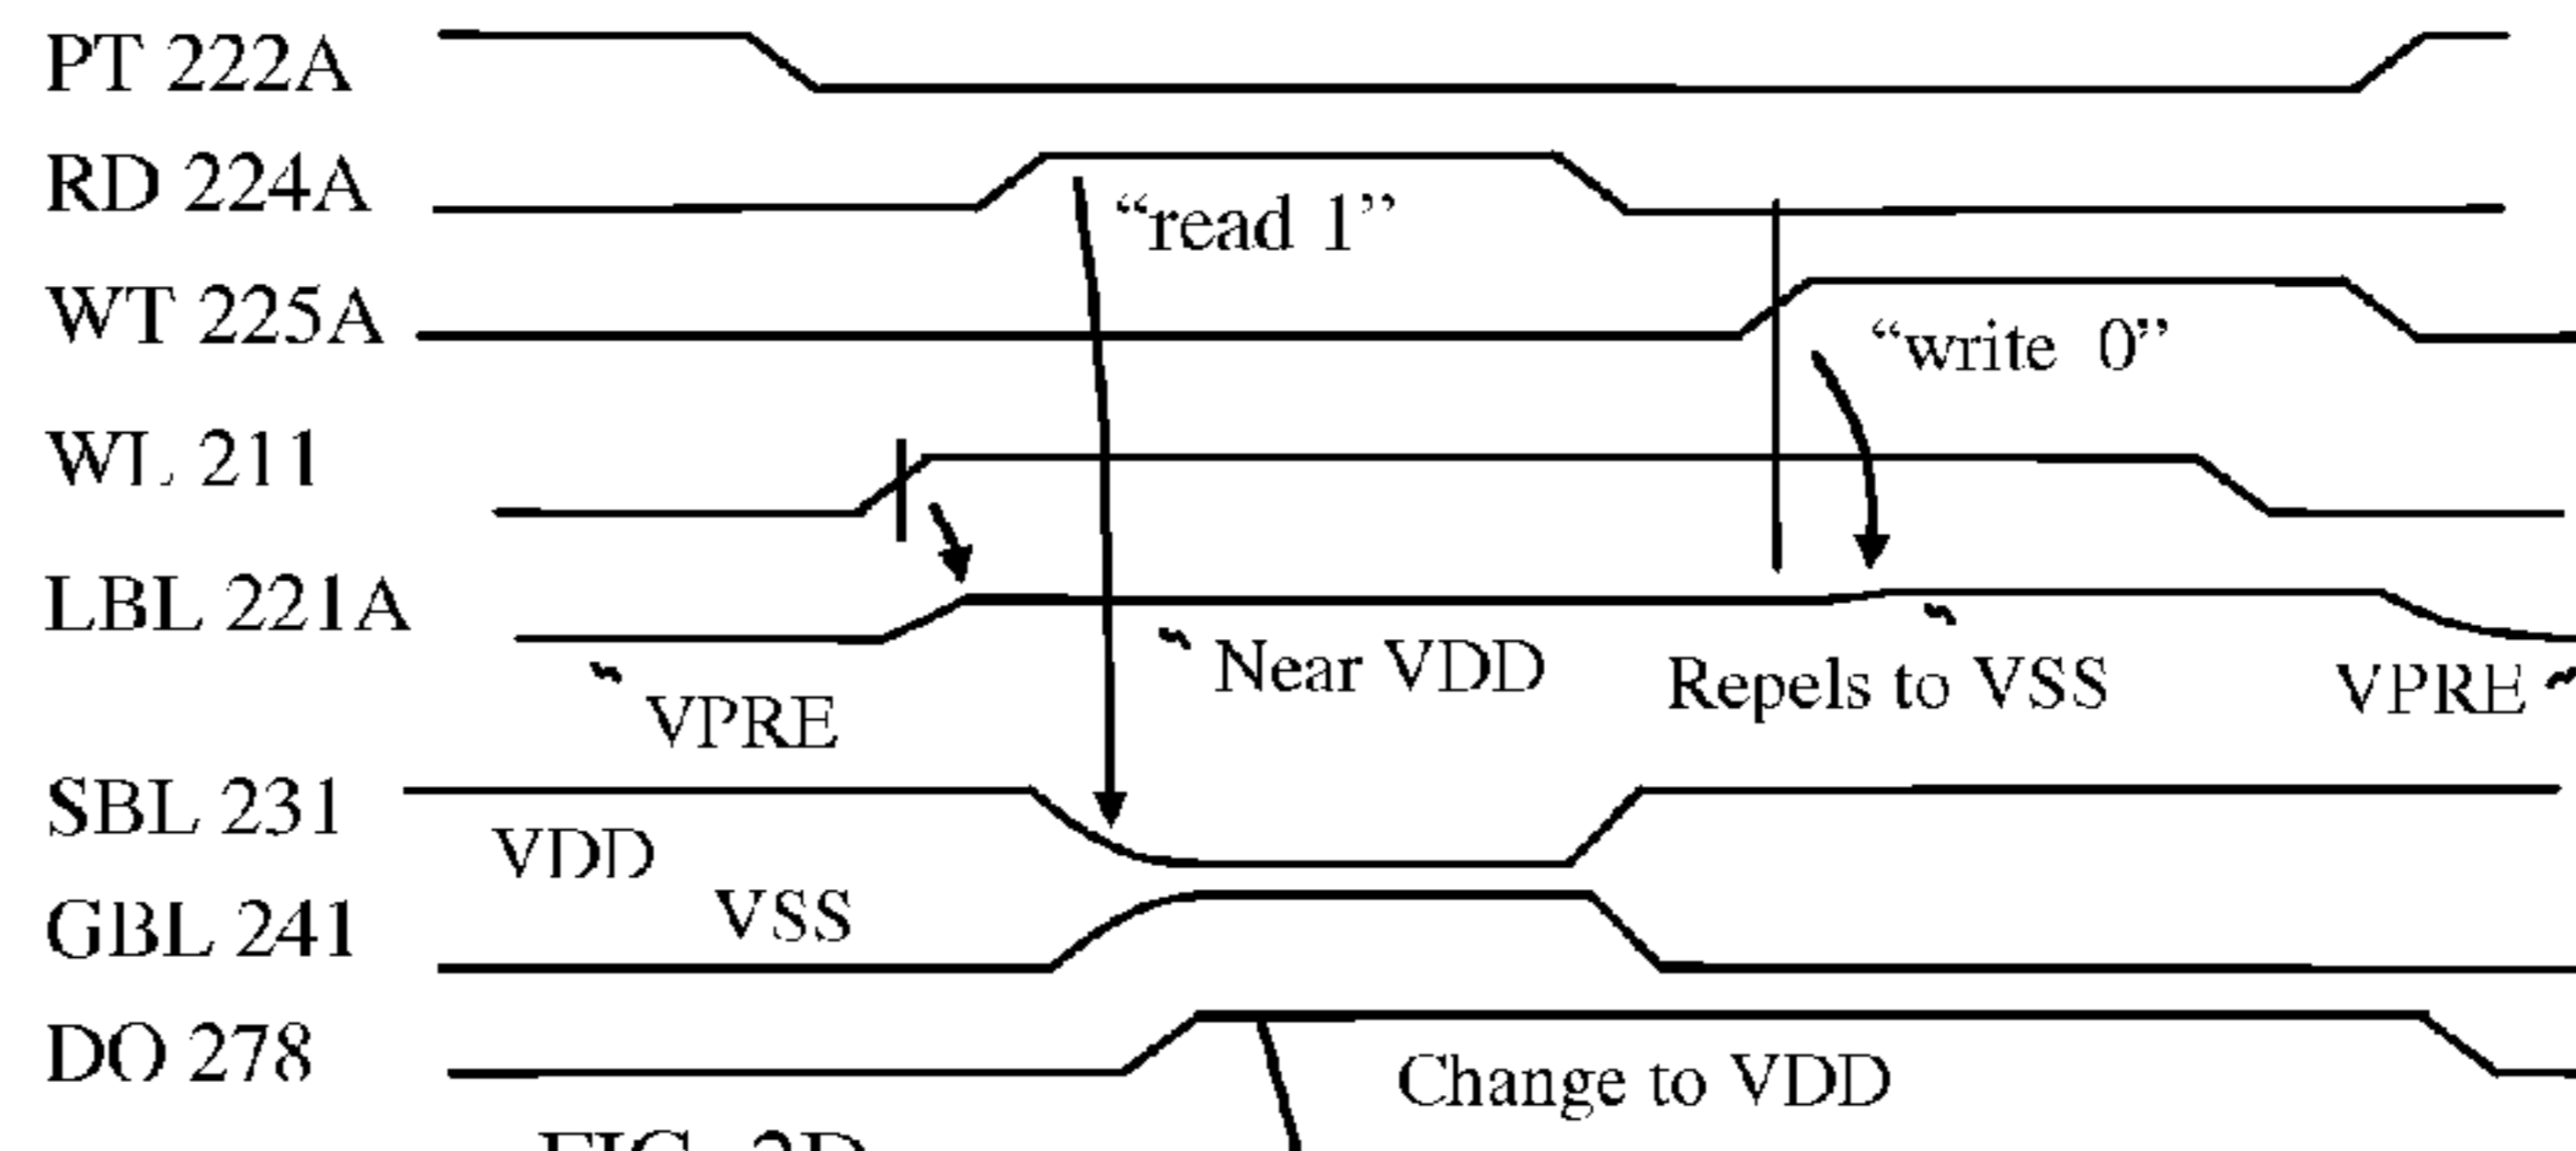 PT 222A
RD 224A
“read 1”
WT 225A
“write 0”
WL 211
LBL 221A
Near VDD
Repels to VSS
VPRE
VPRE
SBL 231
VDD
VSS
GBL 241
DO 278
Change to VDD